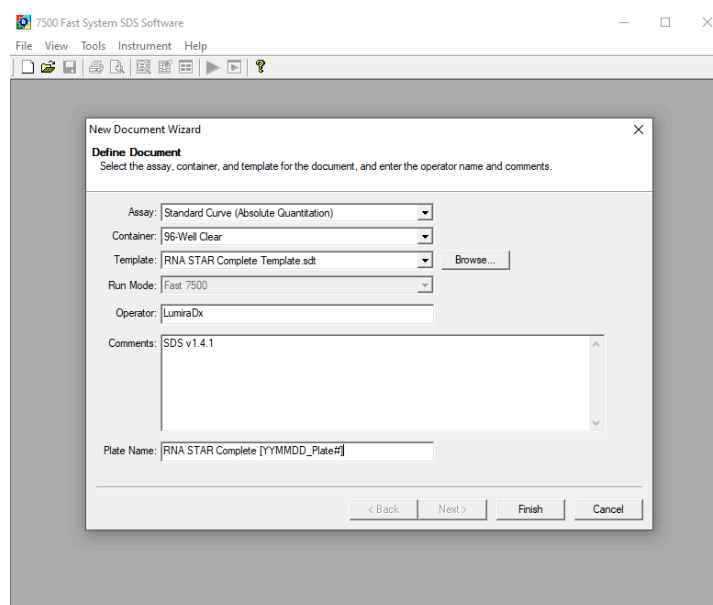 7500 Fast System SDS Software
File View Tools Instrument Help
New Document Wizard
Define Document
Select the assay, container, and template for the document, and enter the operator name and comments.
Assay: Standard Curve (Absolute Quantitation)
Container: 96-Well Clear
Template: RNA STAR Complete Template.sdt Browse...
Run Mode: Fast 7500
Operator: LumiraDx
Comments: SDS v1.4.1
Plate Name: RNA STAR Complete [YYMMDD_Plate#]
< Back Next > Finish Cancel